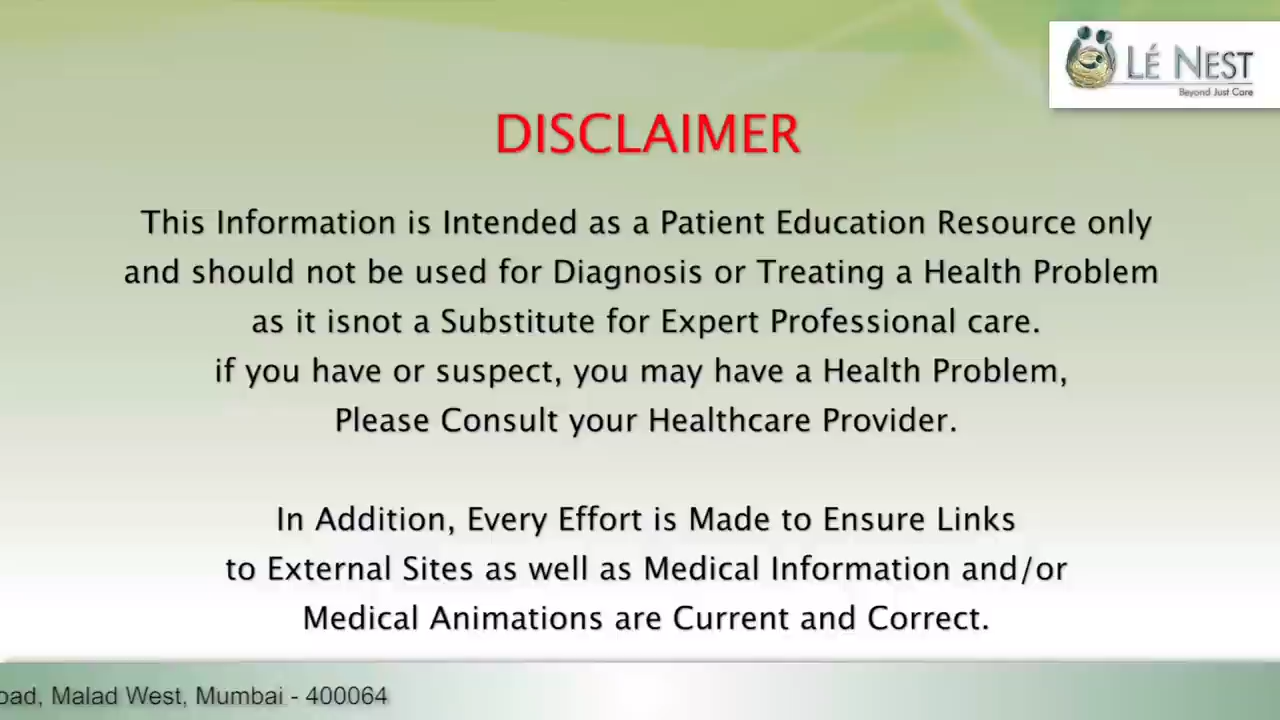 LÉ NEST
Beyond Just Care
DISCLAIMER
This Information is Intended as a Patient Education Resource only
and should not be used for Diagnosis or Treating a Health Problem
as it isnot a Substitute for Expert Professional care.
if you have or suspect, you may have a Health Problem,
Please Consult your Healthcare Provider.
In Addition, Every Effort is Made to Ensure Links
to External Sites as well as Medical Information and/or
Medical Animations are Current and Correct.
oad, Malad West, Mumbai - 400064